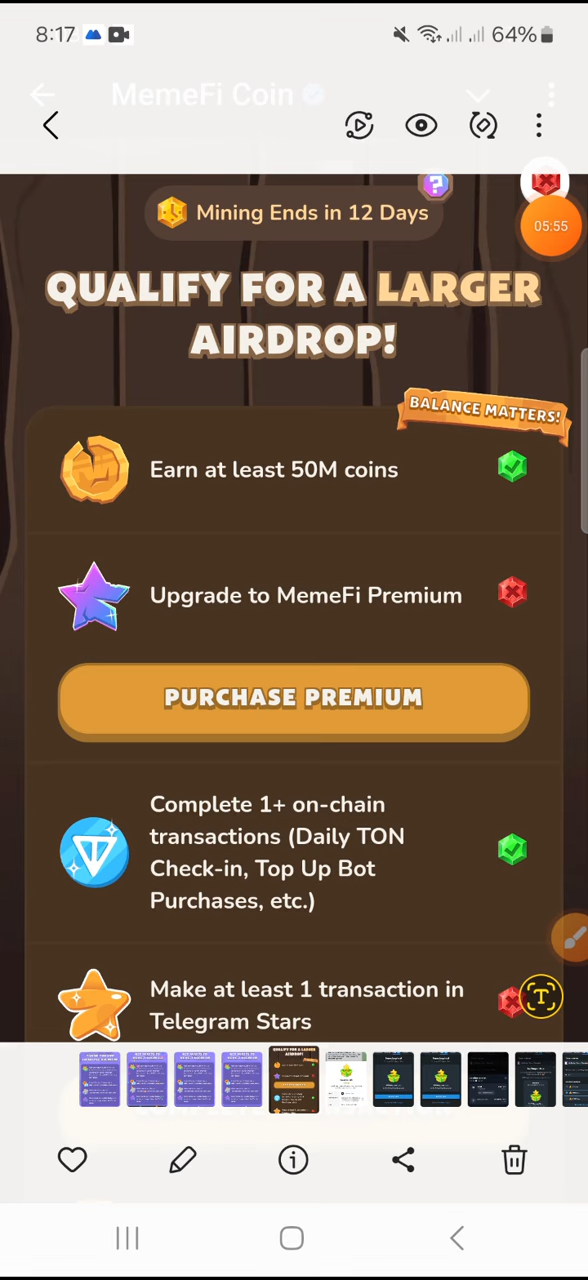 8:17
64%
MemeFi Coin
Mining Ends in 12 Days
05:55
QUALIFY FOR A LARGER
AIRDROP!
BALANCE MATTERS!
Earn at least 50M coins
Upgrade to MemeFi Premium
PURCHASE PREMIUM
Complete 1+ on-chain
transactions (Daily TON
Check-in, Top Up Bot
Purchases, etc.)
Make at least 1 transaction in
Telegram Stars